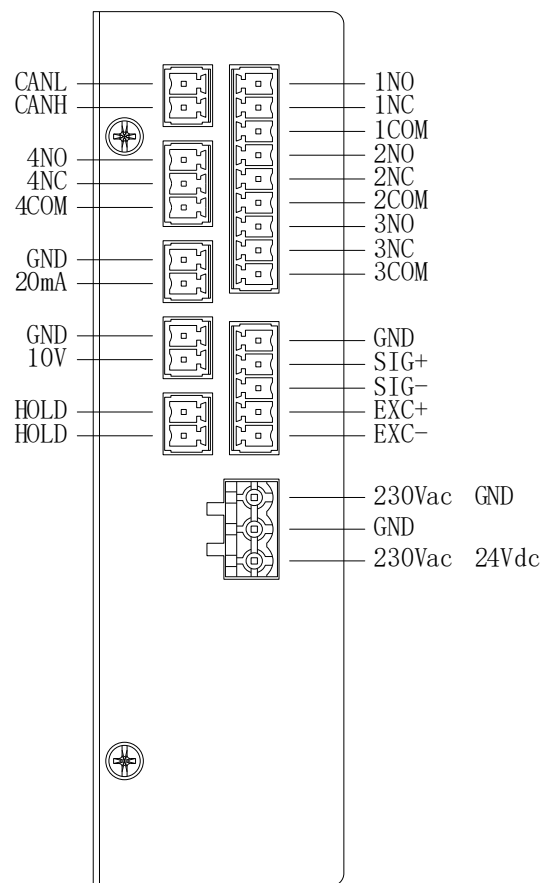 CANL
CANH
4NO
4NC
4COM
GND
20mA
GND
10V
HOLD
HOLD
1NO
1NC
1COM
2NO
2NC
2COM
3NO
3NC
3COM
GND
SIG+
SIG-
EXC+
EXC-
230Vac GND
GND
230Vac 24Vdc